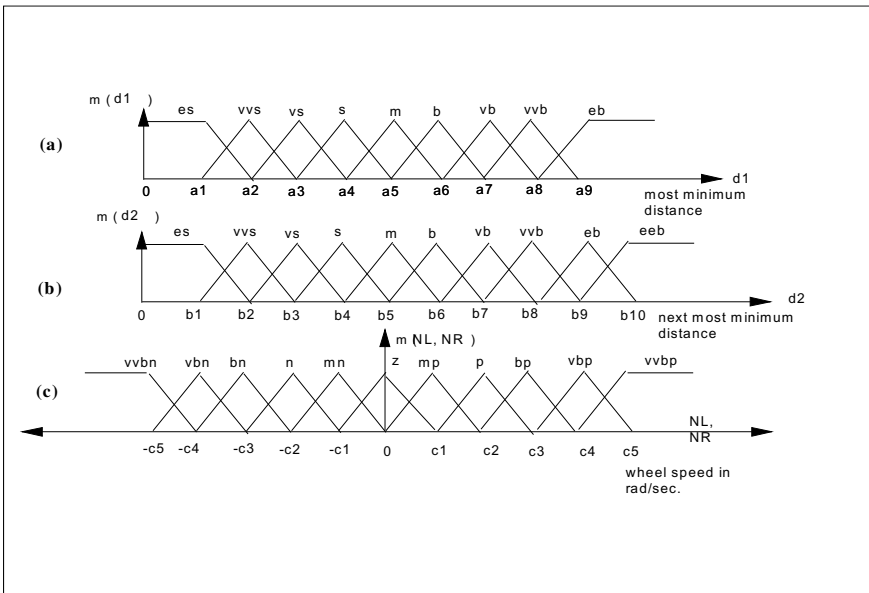 m ( d1 )
es vvs vs s m b vb vvb eb
(a)
0 a1 a2 a3 a4 a5 a6 a7 a8 a9 d1
most minimum
distance
m ( d2 )
es vvs vs s m b vb vvb eb eeb
(b)
0 b1 b2 b3 b4 b5 b6 b7 b8 b9 b10 d2
next most minimum
distance
m (NL, NR )
vvbn vbn bn n mn z mp p bp vbp vvbp
(c)
NL,
NR
-c5 -c4 -c3 -c2 -c1 0 c1 c2 c3 c4 c5
wheel speed in
rad/sec.